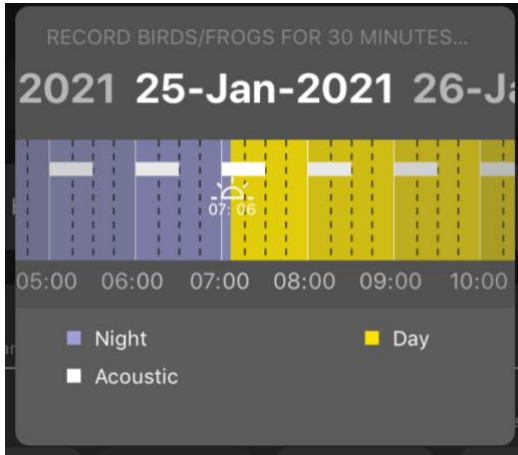 RECORD BIRDS/FROGS FOR 30 MINUTES...
2021 25-Jan-2021 26-Ja
07:06
05:00 06:00 07:00 08:00 09:00 10:00
Night Day
Acoustic